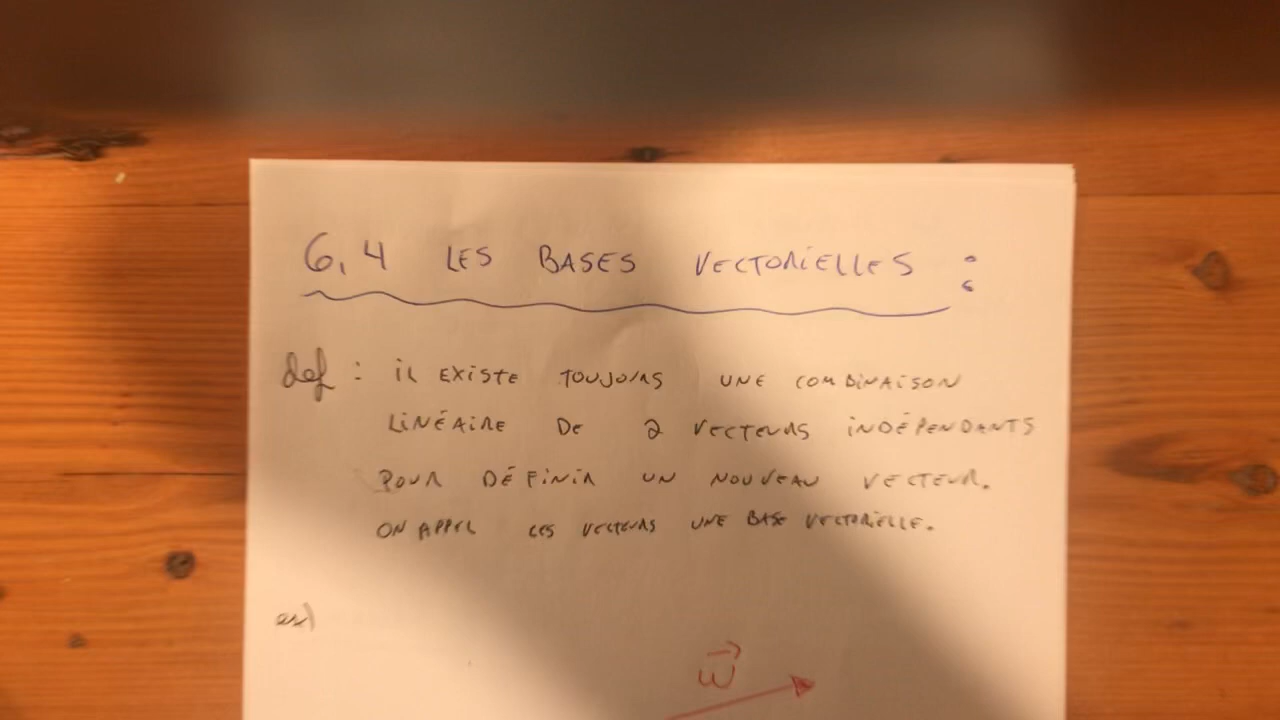 6.4 LES BASES VECTORIELLES :
def : IL EXISTE TOUJOURS UNE COMBINAISON
LINÉAIRE DE 2 VECTEURS INDÉPENDANTS
POUR DÉFINIR UN NOUVEAU VECTEUR.
ON APPEL CES VECTEURS UNE BASE VECTORIELLE.
ex)
w⃗